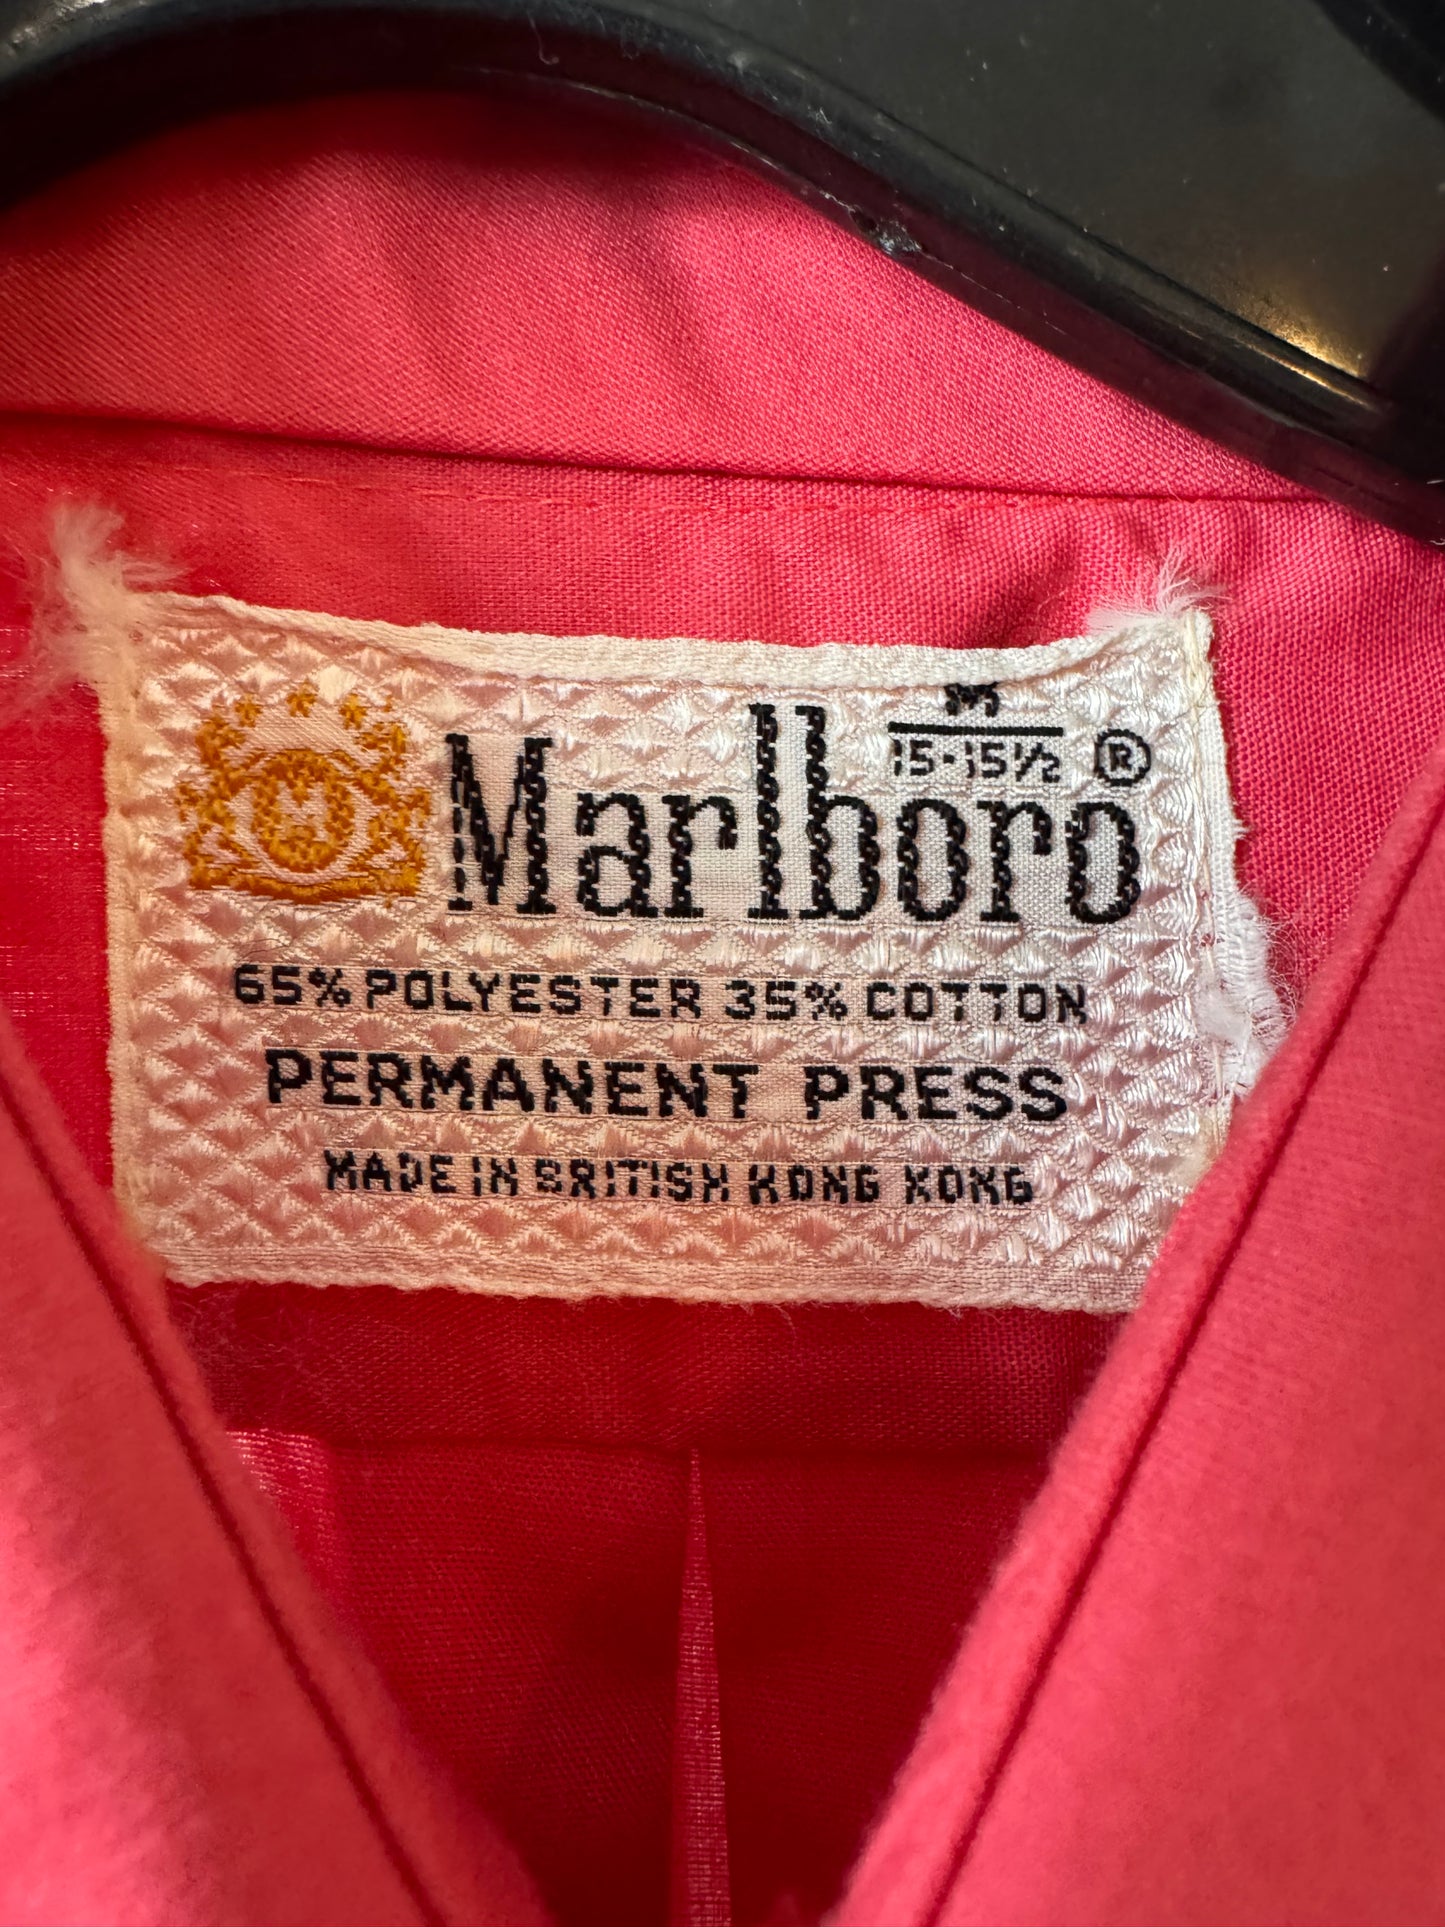 M
15·15½ ®
Marlboro
65% POLYESTER 35% COTTON
PERMANENT PRESS
MADE IN BRITISH HONG KONG